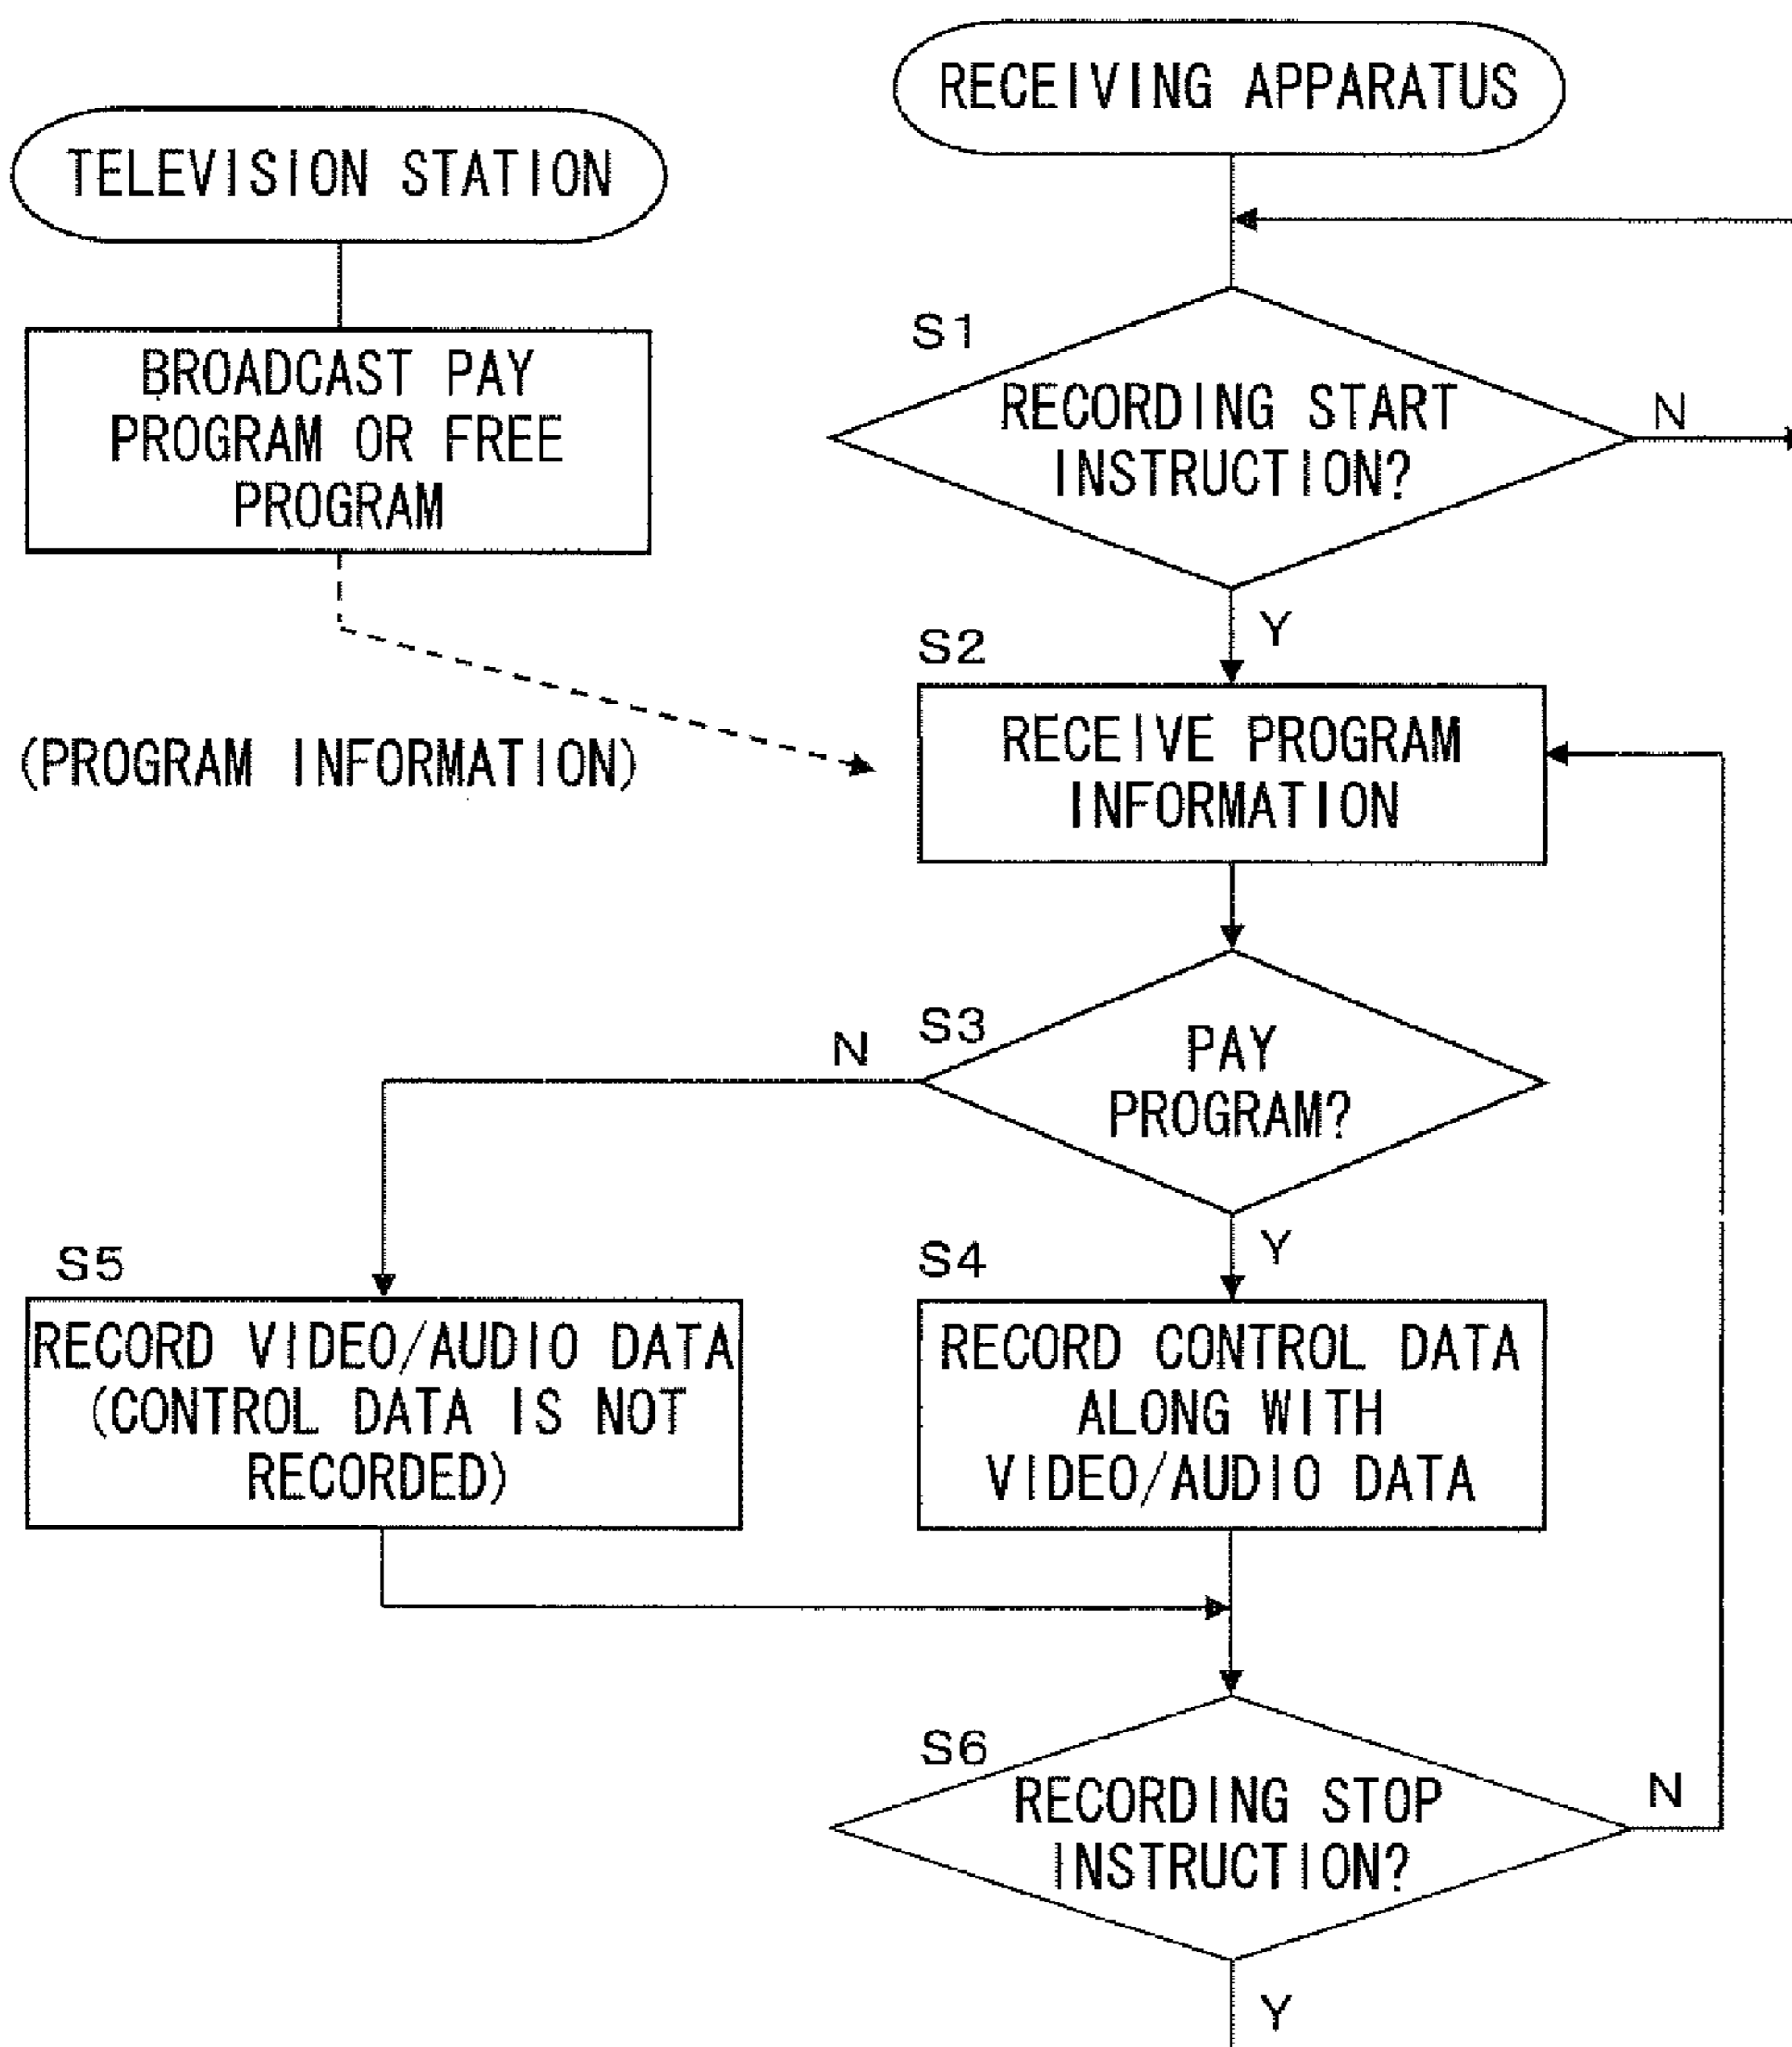 RECEIVING APPARATUS
TELEVISION STATION
BROADCAST PAY
PROGRAM OR FREE
PROGRAM
S1
RECORDING START
INSTRUCTION?
N
Y
S2
(PROGRAM INFORMATION)
RECEIVE PROGRAM
INFORMATION
S3
N
PAY
PROGRAM?
Y
S5
RECORD VIDEO/AUDIO DATA
(CONTROL DATA IS NOT
RECORDED)
S4
RECORD CONTROL DATA
ALONG WITH
VIDEO/AUDIO DATA
S6
RECORDING STOP
INSTRUCTION?
N
Y